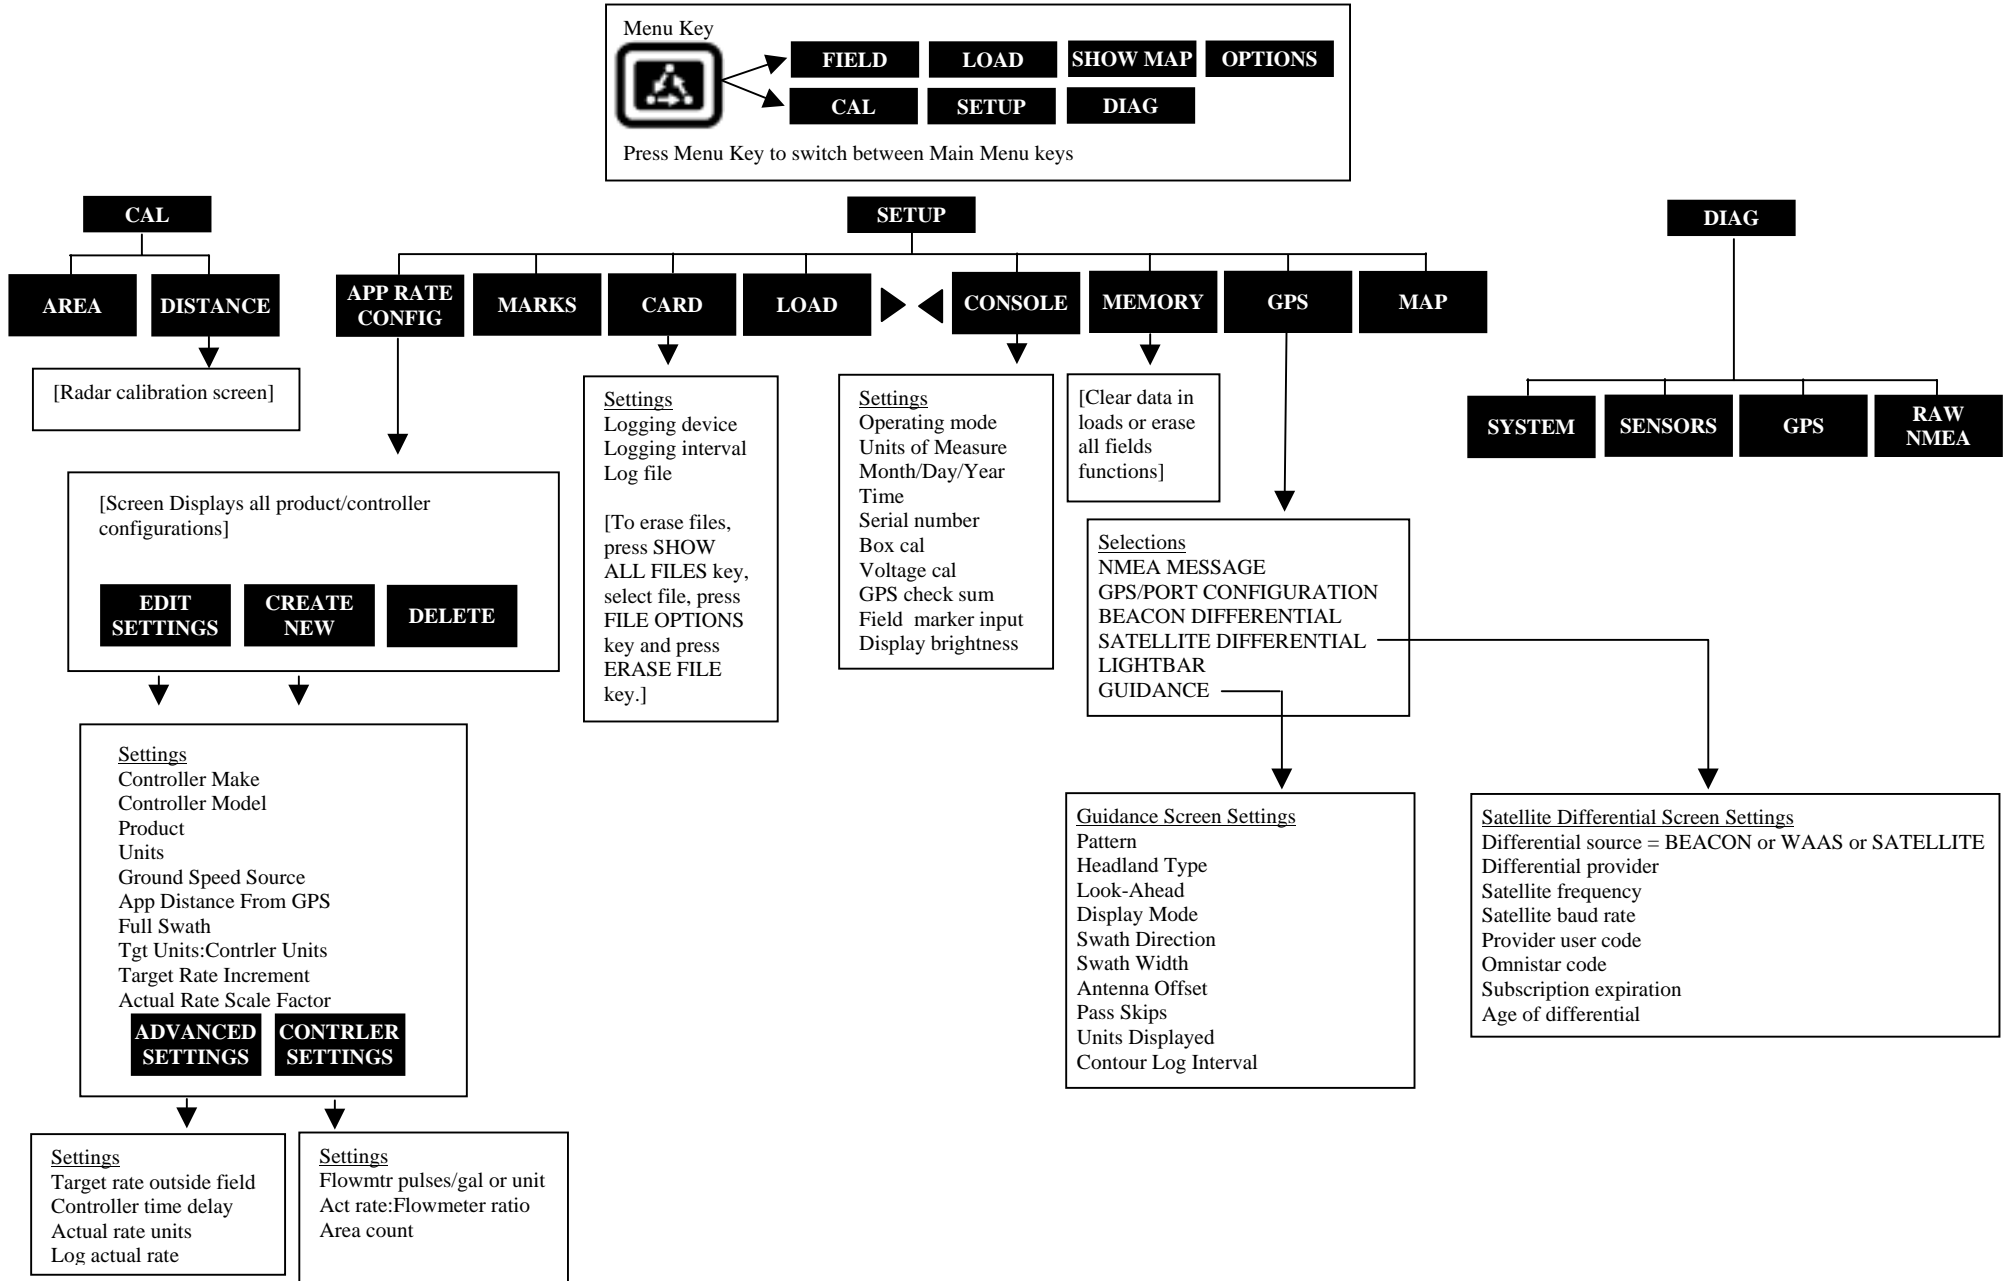 Menu Key
FIELD LOAD SHOW MAP OPTIONS
CAL SETUP DIAG
Press Menu Key to switch between Main Menu keys
CAL
AREA DISTANCE
[Radar calibration screen]
SETUP
APP RATE
CONFIG
MARKS
CARD
LOAD
CONSOLE
MEMORY
GPS
MAP
[Screen Displays all product/controller
configurations]
EDIT
SETTINGS
CREATE
NEW
DELETE
Settings
Controller Make
Controller Model
Product
Units
Ground Speed Source
App Distance From GPS
Full Swath
Tgt Units:Contrler Units
Target Rate Increment
Actual Rate Scale Factor
ADVANCED
SETTINGS
CONTRLER
SETTINGS
Settings
Target rate outside field
Controller time delay
Actual rate units
Log actual rate
Settings
Flowmtr pulses/gal or unit
Act rate:Flowmeter ratio
Area count
Settings
Logging device
Logging interval
Log file
[To erase files,
press SHOW
ALL FILES key,
select file, press
FILE OPTIONS
key and press
ERASE FILE
key.]
Settings
Operating mode
Units of Measure
Month/Day/Year
Time
Serial number
Box cal
Voltage cal
GPS check sum
Field marker input
Display brightness
[Clear data in
loads or erase
all fields
functions]
Selections
NMEA MESSAGE
GPS/PORT CONFIGURATION
BEACON DIFFERENTIAL
SATELLITE DIFFERENTIAL
LIGHTBAR
GUIDANCE
Guidance Screen Settings
Pattern
Headland Type
Look-Ahead
Display Mode
Swath Direction
Swath Width
Antenna Offset
Pass Skips
Units Displayed
Contour Log Interval
Satellite Differential Screen Settings
Differential source = BEACON or WAAS or SATELLITE
Differential provider
Satellite frequency
Satellite baud rate
Provider user code
Omnistar code
Subscription expiration
Age of differential
DIAG
SYSTEM
SENSORS
GPS
RAW
NMEA